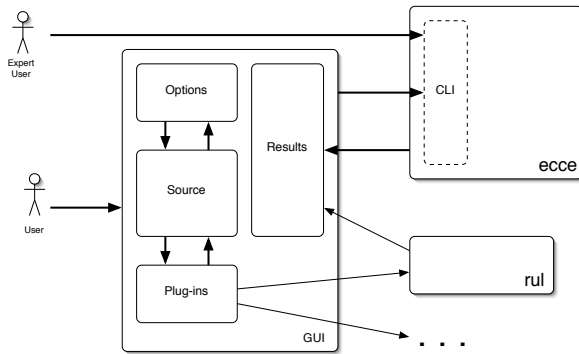 Expert
User
Options
CLI
Results
ecce
Source
User
Plug-ins
rul
GUI
. . .